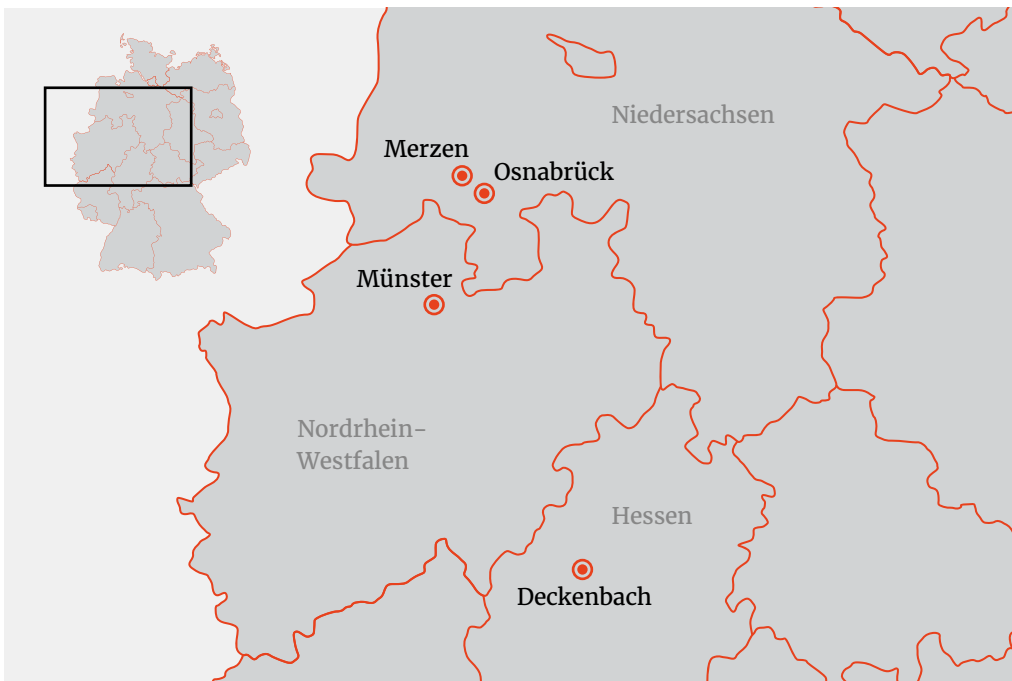 Niedersachsen
Merzen
Osnabrück
Münster
Nordrhein-
Westfalen
Hessen
Deckenbach